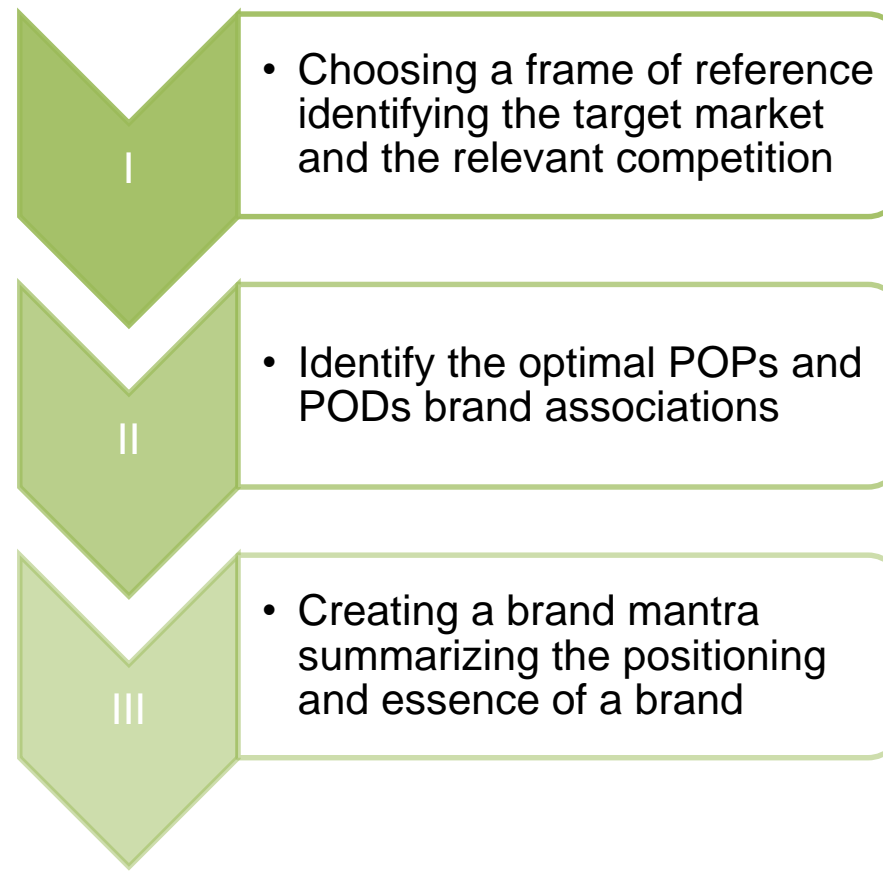 I
• Choosing a frame of reference
identifying the target market
and the relevant competition
II
• Identify the optimal POPs and
PODs brand associations
III
• Creating a brand mantra
summarizing the positioning
and essence of a brand